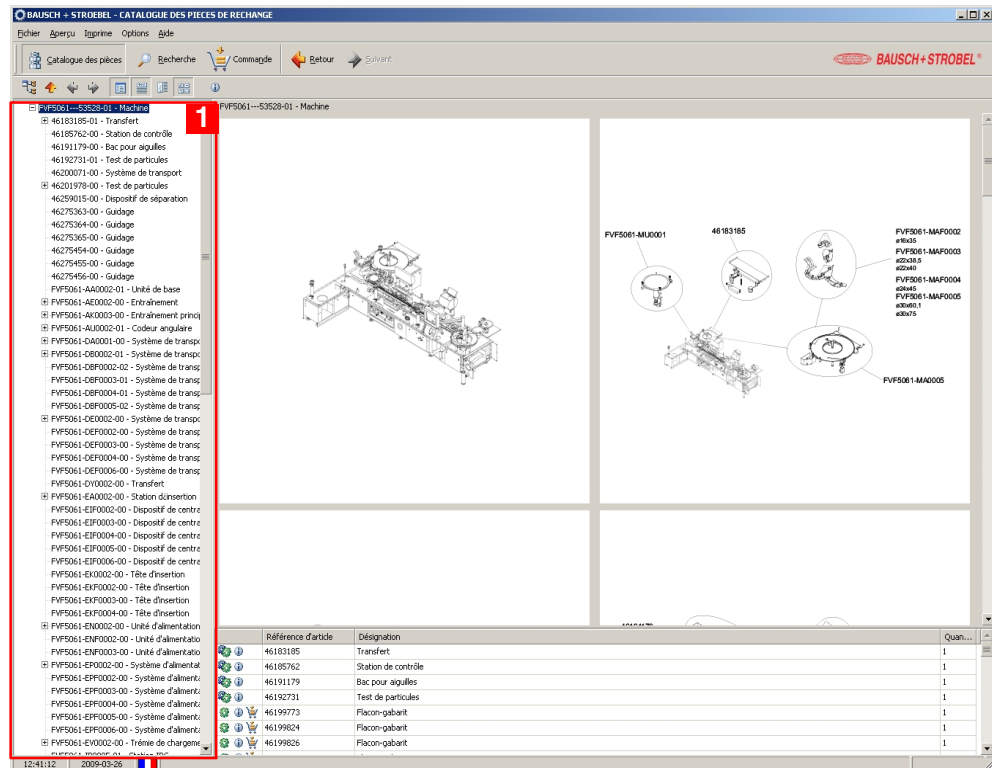 BAUSCH + STROEBEL - CATALOGUE DES PIECES DE RECHANGE
Fichier Aperçu Imprime Options Aide
Catalogue des pièces Recherche Commande Retour Suivant
BAUSCH+STRÖBEL
1
FVF5061---53528-01 - Machine
46183185-01 - Transfert
46185762-00 - Station de contrôle
46191179-00 - Bac pour aiguilles
46192731-01 - Test de particules
46200071-00 - Système de transport
46201978-00 - Test de particules
46259015-00 - Dispositif de séparation
46275363-00 - Guidage
46275364-00 - Guidage
46275365-00 - Guidage
46275454-00 - Guidage
46275455-00 - Guidage
46275456-00 - Guidage
FVF5061-AA0002-01 - Unité de base
FVF5061-AE0002-00 - Entraînement
FVF5061-AK0003-00 - Entraînement princip
FVF5061-AU0002-01 - Codeur angulaire
FVF5061-DA0001-00 - Système de transpo
FVF5061-DB0002-01 - Système de transpo
FVF5061-DBF0002-02 - Système de transp
FVF5061-DBF0003-01 - Système de transp
FVF5061-DBF0004-01 - Système de transp
FVF5061-DBF0005-02 - Système de transp
FVF5061-DE0002-00 - Système de transpo
FVF5061-DEF0002-00 - Système de transp
FVF5061-DEF0003-00 - Système de transp
FVF5061-DEF0004-00 - Système de transp
FVF5061-DEF0006-00 - Système de transp
FVF5061-DY0002-00 - Transfert
FVF5061-EA0002-00 - Station d¿insertion
FVF5061-EIF0002-00 - Dispositif de centra
FVF5061-EIF0003-00 - Dispositif de centra
FVF5061-EIF0004-00 - Dispositif de centra
FVF5061-EIF0005-00 - Dispositif de centra
FVF5061-EIF0006-00 - Dispositif de centra
FVF5061-EK0002-00 - Tête d'insertion
FVF5061-EKF0002-00 - Tête d'insertion
FVF5061-EKF0003-00 - Tête d'insertion
FVF5061-EKF0004-00 - Tête d'insertion
FVF5061-EN0002-00 - Unité d'alimentation
FVF5061-ENF0002-00 - Unité d'alimentatio
FVF5061-ENF0003-00 - Unité d'alimentatio
FVF5061-EP0002-00 - Système d'alimentat
FVF5061-EPF0002-00 - Système d'alimenta
FVF5061-EPF0003-00 - Système d'alimenta
FVF5061-EPF0004-00 - Système d'alimenta
FVF5061-EPF0005-00 - Système d'alimenta
FVF5061-EPF0006-00 - Système d'alimenta
FVF5061-EV0002-00 - Trémie de chargeme
FVF5061---53528-01 - Machine
FVF5061-MU0001
46183185
FVF5061-MAF0002
ø16x35
FVF5061-MAF0003
ø22x38,5
ø22x40
FVF5061-MAF0004
ø24x45
FVF5061-MAF0005
ø30x60,1
ø30x75
FVF5061-MA0005
Référence d'article Désignation Quan...
46183185 Transfert 1
46185762 Station de contrôle 1
46191179 Bac pour aiguilles 1
46192731 Test de particules 1
46199773 Flacon-gabarit 1
46199824 Flacon-gabarit 1
46199826 Flacon-gabarit 1
12:41:12 2009-03-26